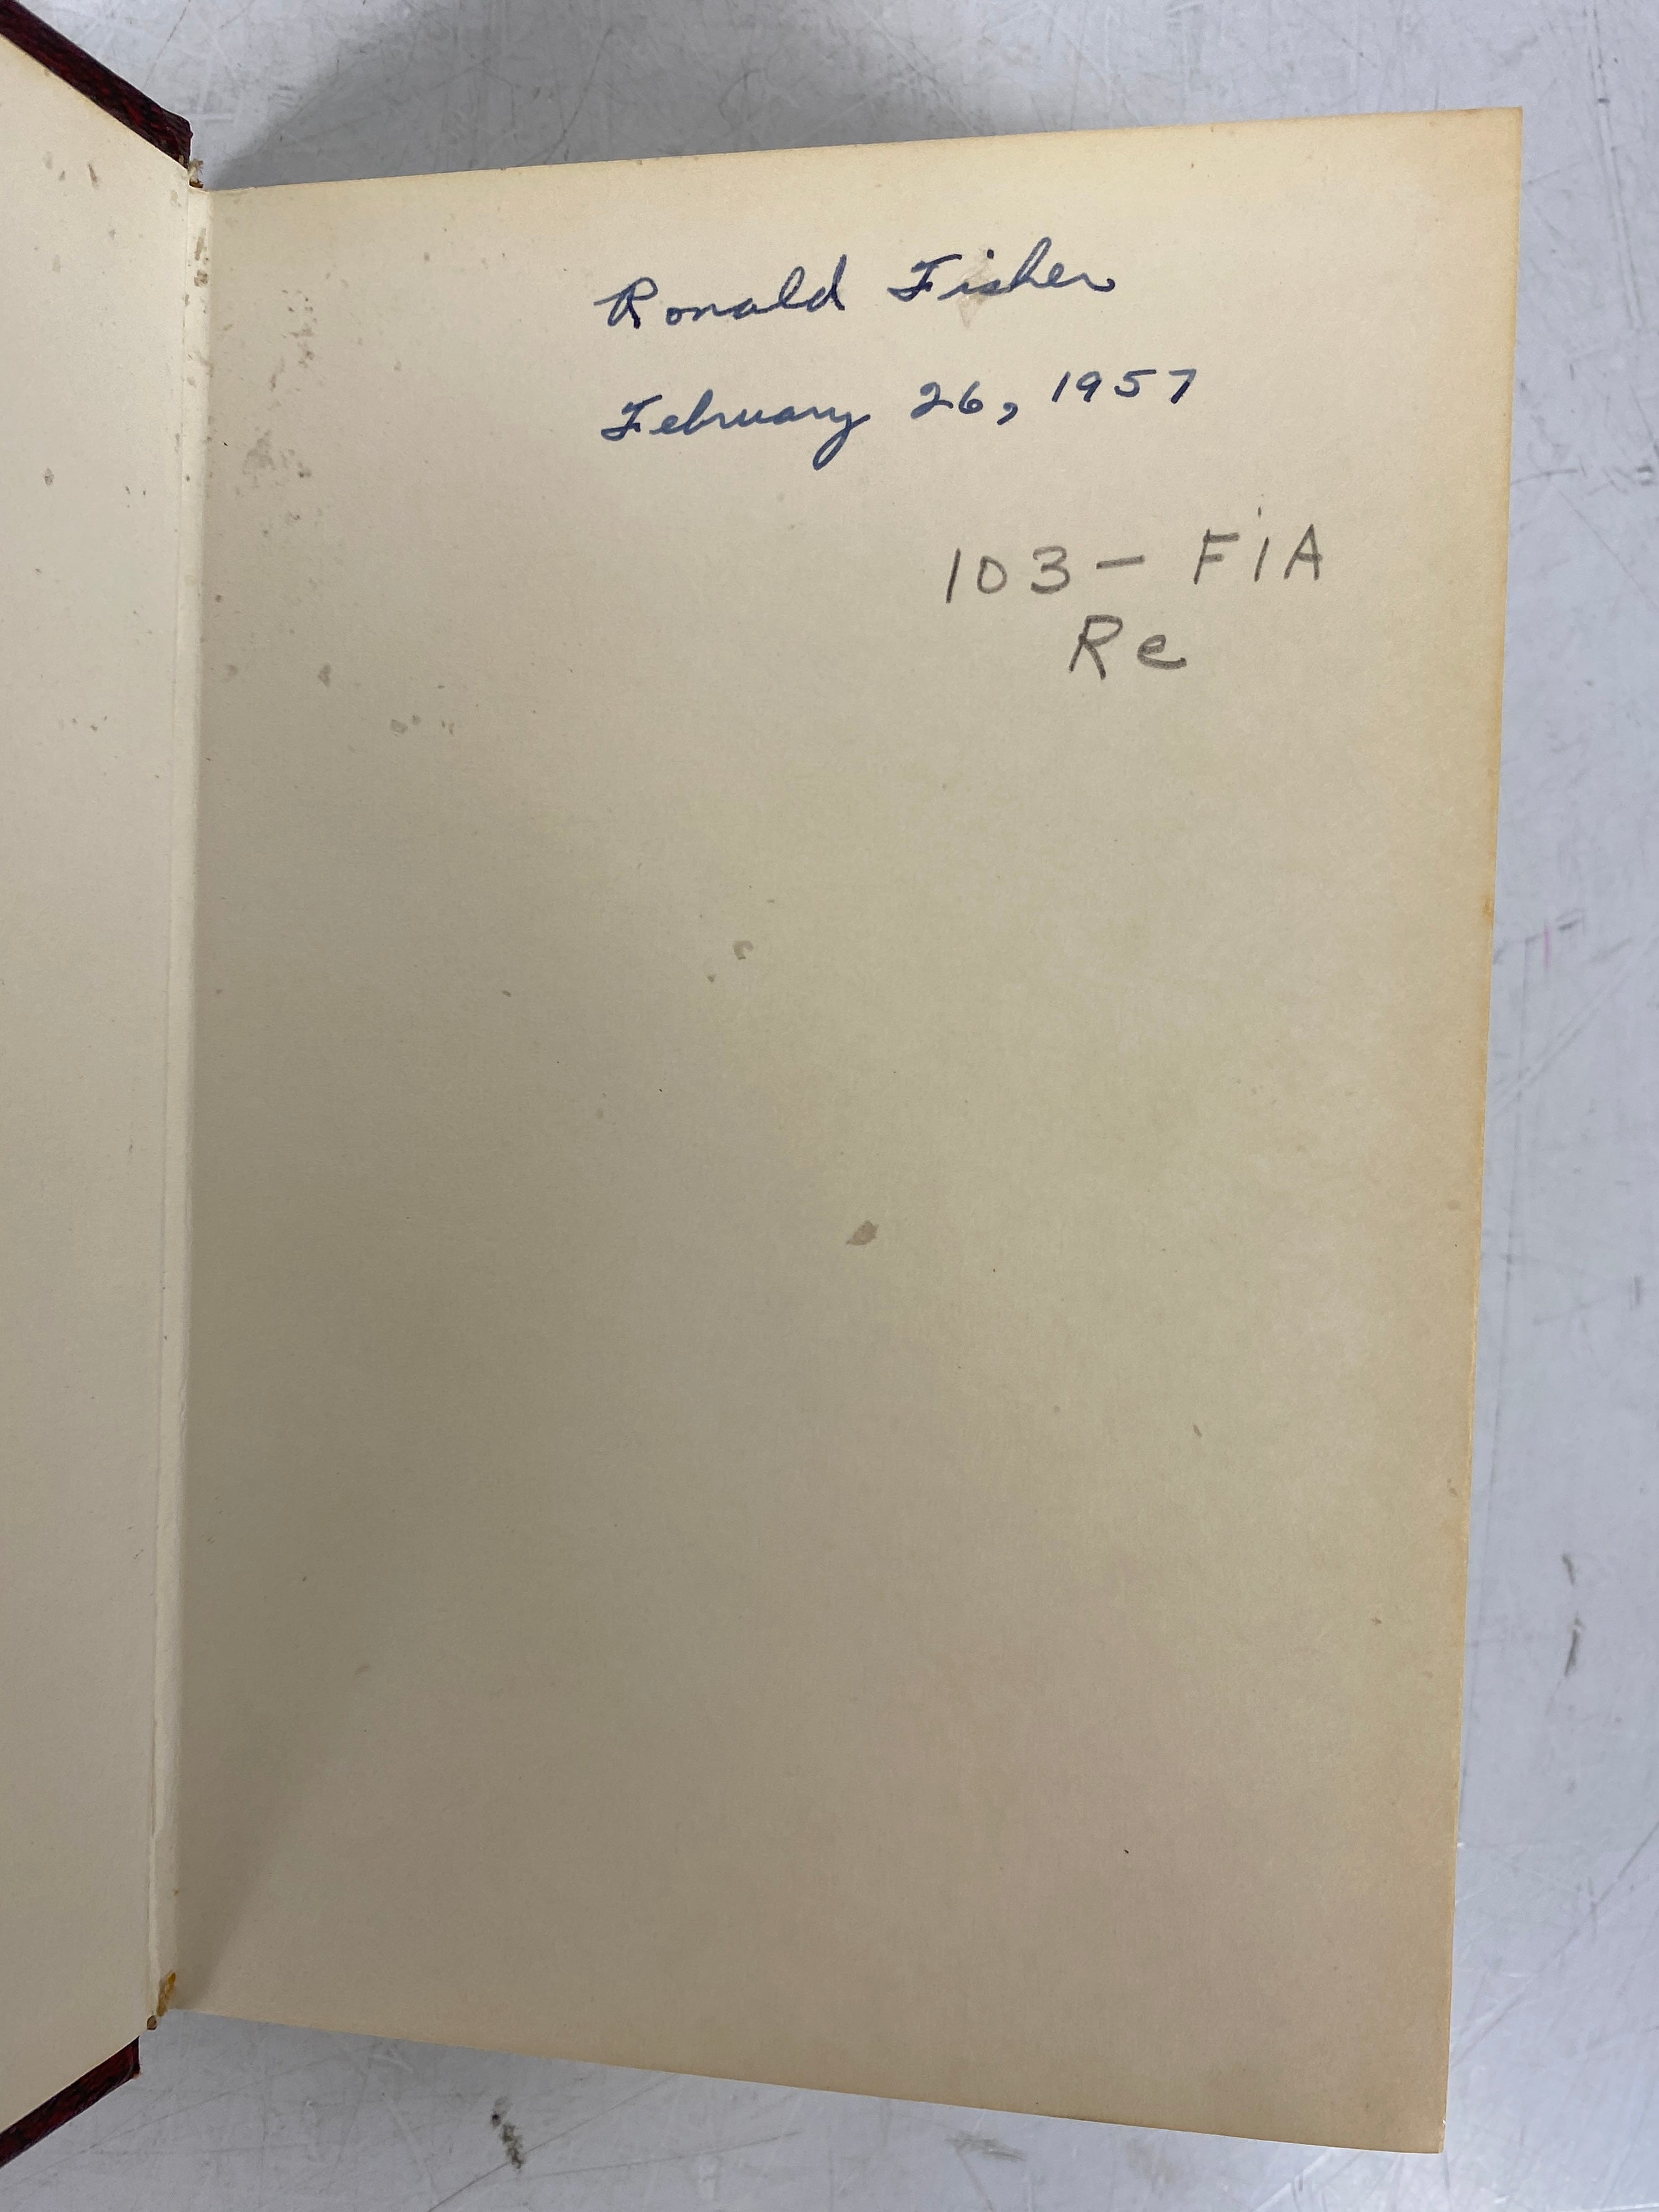 Ronald Fisher
February 26, 1957
103 - FiA
Re